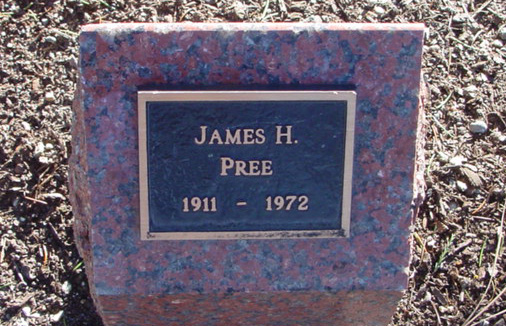 James H.
Pree
1911 - 1972